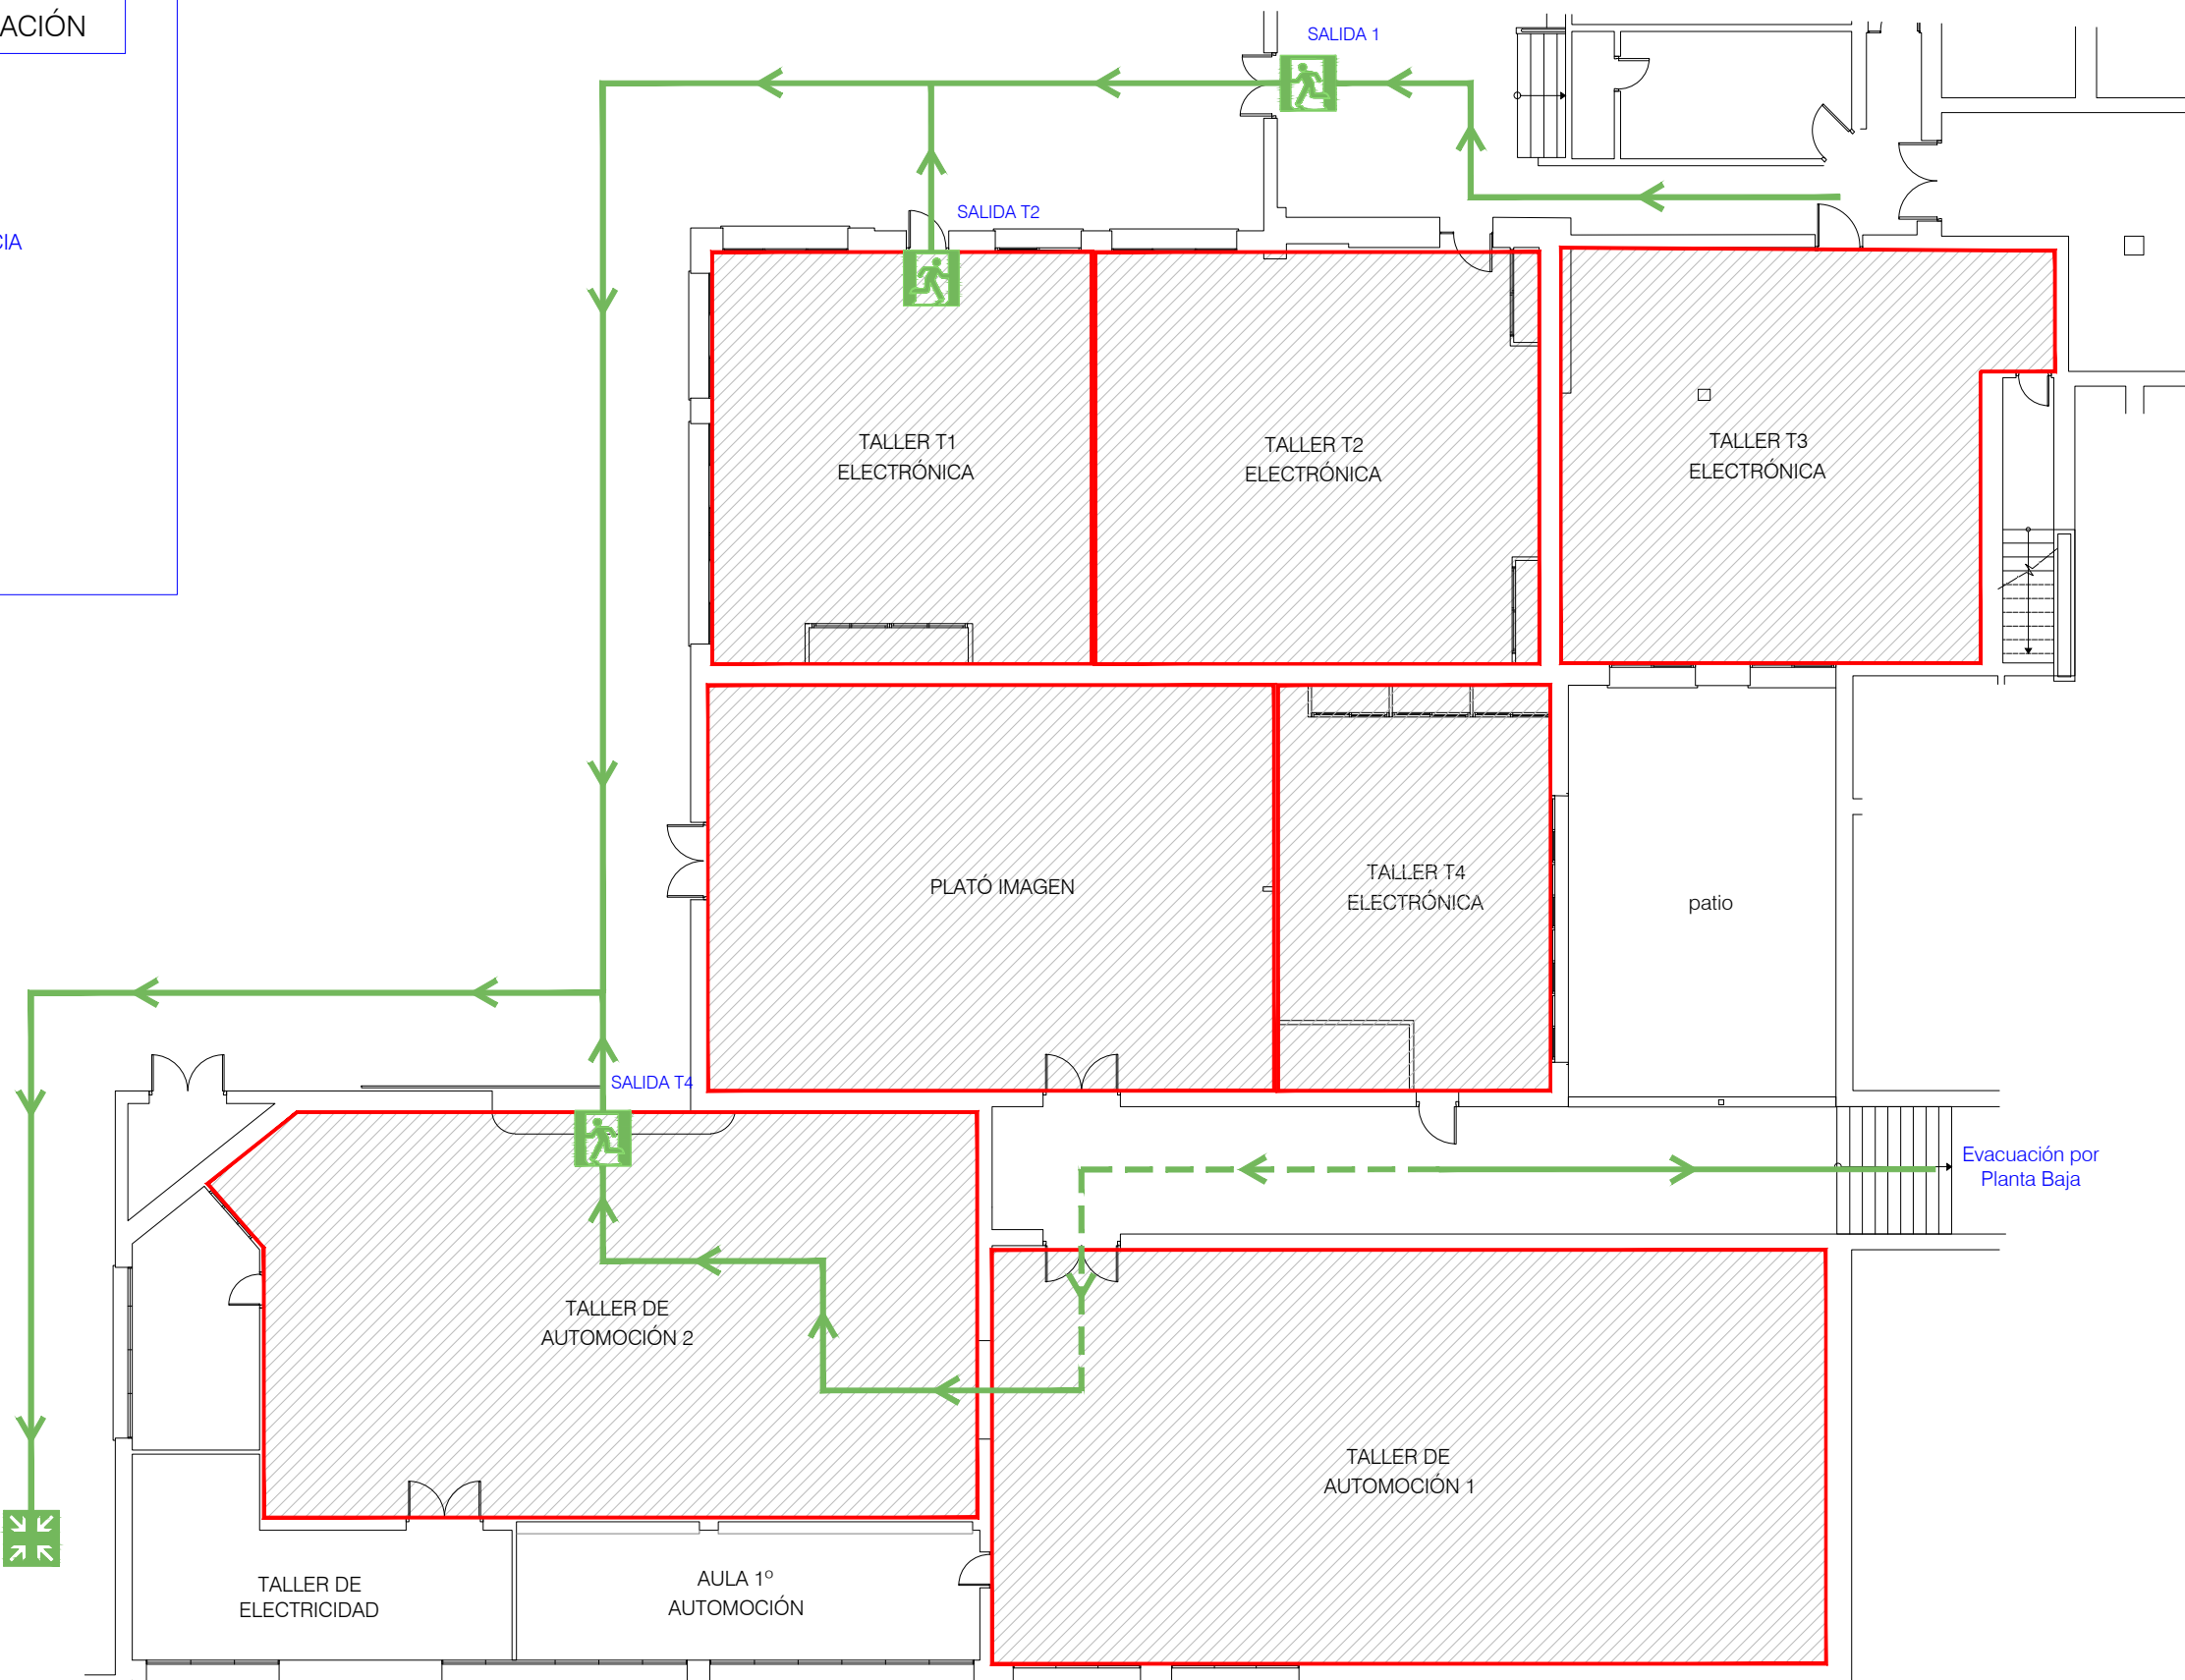 ACIÓN
SALIDA 1
CIA
SALIDA T2
TALLER T1
ELECTRÓNICA
TALLER T2
ELECTRÓNICA
TALLER T3
ELECTRÓNICA
PLATÓ IMAGEN
TALLER T4
ELECTRÓNICA
patio
SALIDA T4
Evacuación por
Planta Baja
TALLER DE
AUTOMOCIÓN 2
TALLER DE
AUTOMOCIÓN 1
TALLER DE
ELECTRICIDAD
AULA 1º
AUTOMOCIÓN